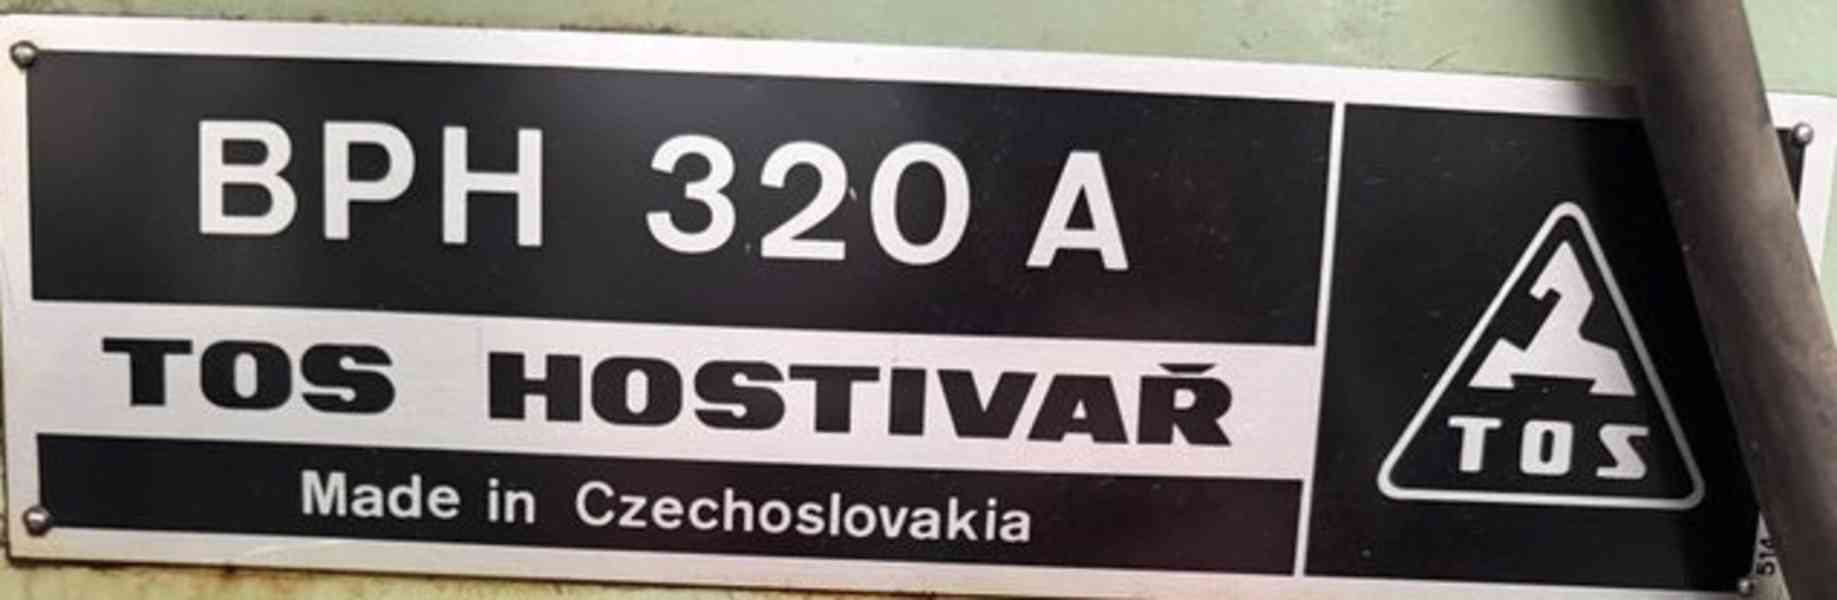 BPH 320 A
TOS HOSTIVAŘ
Made in Czechoslovakia
TOS